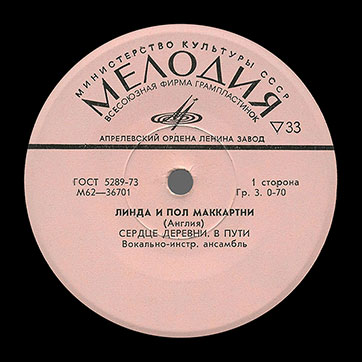 МИНИСТЕРСТВО КУЛЬТУРЫ СССР
МЕЛОДИЯ
ВСЕСОЮЗНАЯ ФИРМА ГРАМПЛАСТИНОК
▽33
АПРЕЛЕВСКИЙ ОРДЕНА ЛЕНИНА ЗАВОД
ГОСТ 5289-73
М62—36701
1 сторона
Гр. 3. 0-70
ЛИНДА И ПОЛ МАККАРТНИ
(Англия)
СЕРДЦЕ ДЕРЕВНИ. В ПУТИ
Вокально-инстр. ансамбль